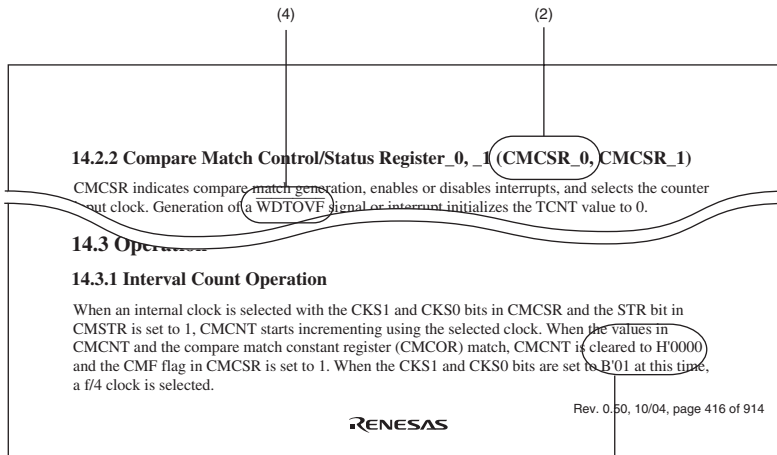 (4) (2)
14.2.2 Compare Match Control/Status Register_0, _1 (CMCSR_0, CMCSR_1)
CMCSR indicates compare match generation, enables or disables interrupts, and selects the counter
input clock. Generation of a WDTOVF signal or interrupt initializes the TCNT value to 0.
14.3 Operation
14.3.1 Interval Count Operation
When an internal clock is selected with the CKS1 and CKS0 bits in CMCSR and the STR bit in
CMSTR is set to 1, CMCNT starts incrementing using the selected clock. When the values in
CMCNT and the compare match constant register (CMCOR) match, CMCNT is cleared to H'0000
and the CMF flag in CMCSR is set to 1. When the CKS1 and CKS0 bits are set to B'01 at this time,
a f/4 clock is selected.
Rev. 0.50, 10/04, page 416 of 914
RENESAS